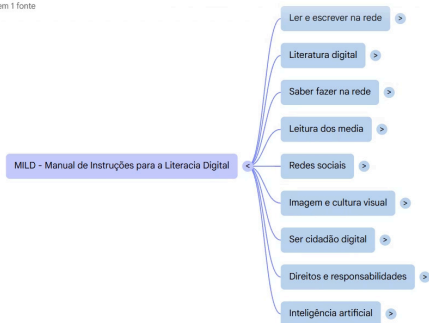 em 1 fonte
Ler e escrever na rede >
Literatura digital >
Saber fazer na rede >
Leitura dos media >
MILD - Manual de Instruções para a Literacia Digital <
Redes sociais >
Imagem e cultura visual >
Ser cidadão digital >
Direitos e responsabilidades >
Inteligência artificial >